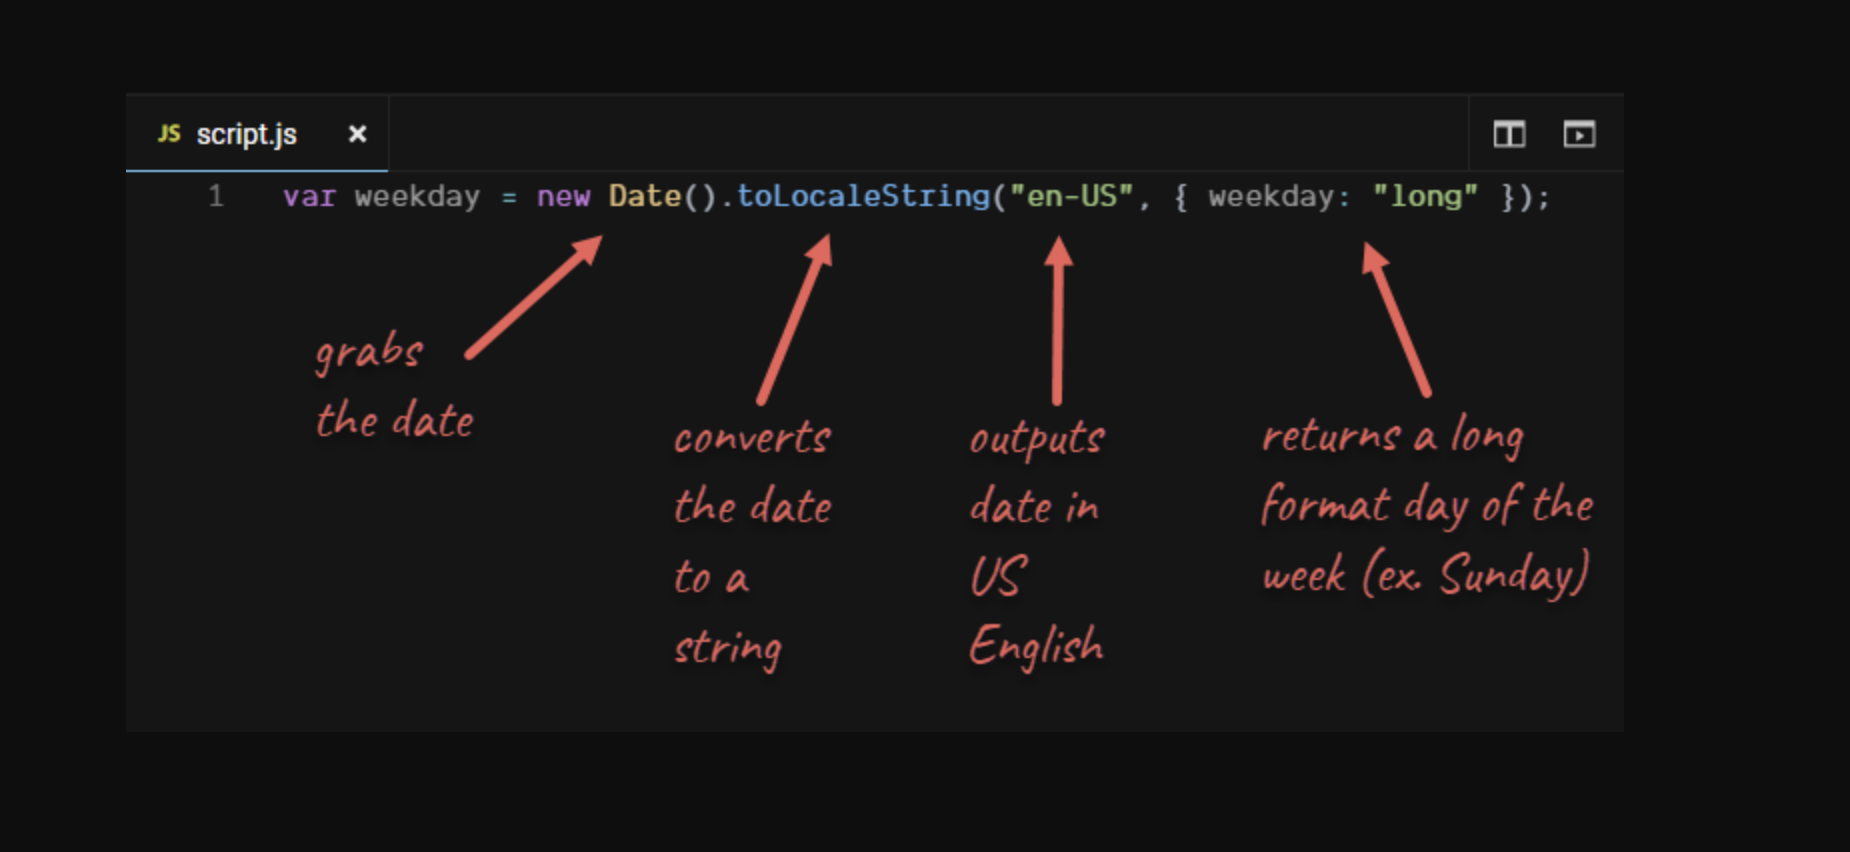 JS script.js ×
1 var weekday = new Date().toLocaleString("en-US", { weekday: "long" });
grabs
the date
converts
the date
to a
string
outputs
date in
US
English
returns a long
format day of the
week (ex. Sunday)